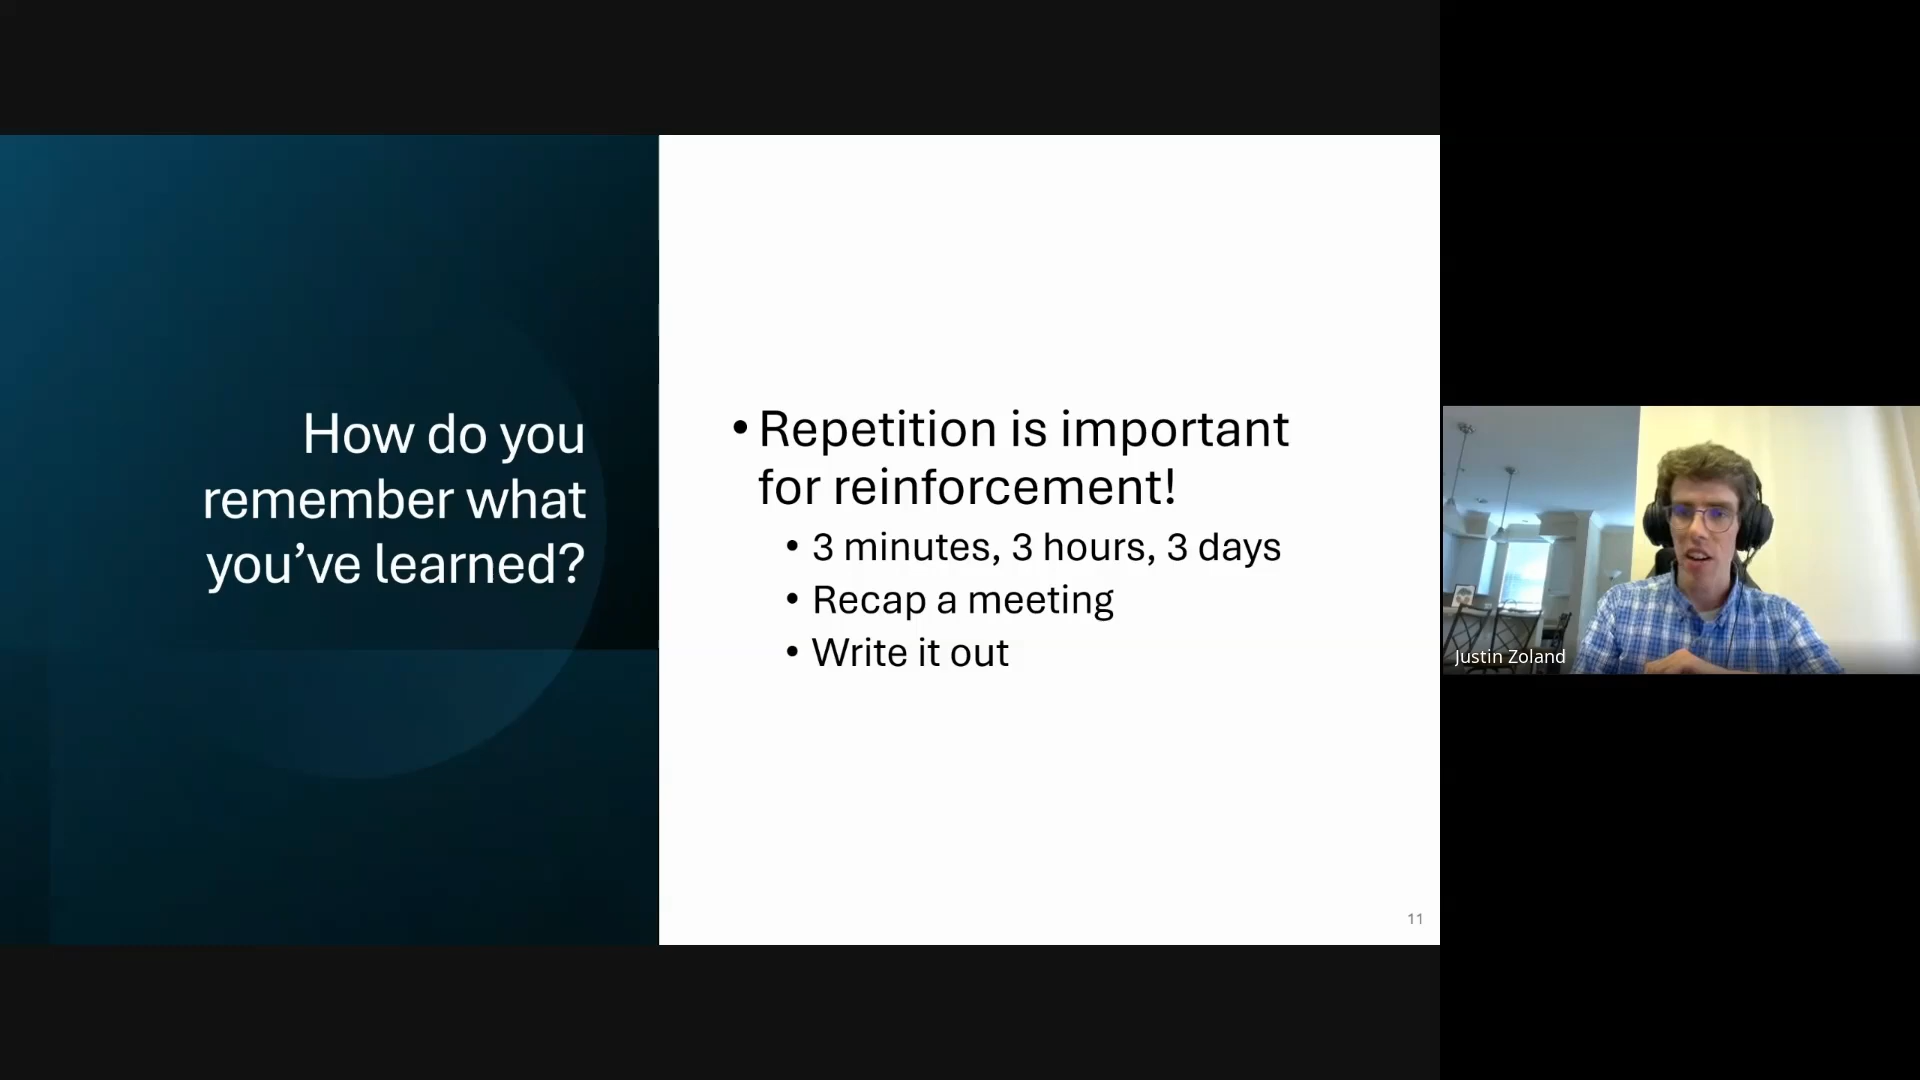 How do you
remember what
you’ve learned?
• Repetition is important
for reinforcement!
• 3 minutes, 3 hours, 3 days
• Recap a meeting
• Write it out
11
Justin Zoland